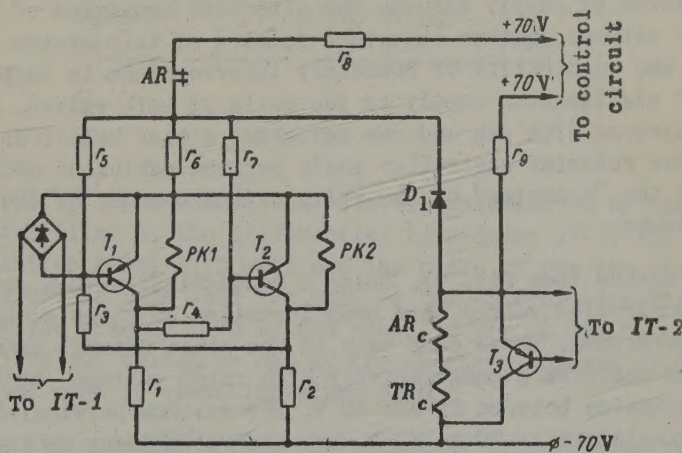 r8
+70.V
AR
+70V
To control circuit
r5
r6
r7
r9
D1
T1
PK1
T2
PK2
r3
r4
ARc
To IT-2
T3
To IT-1
r1
r2
TRc
ø-70V